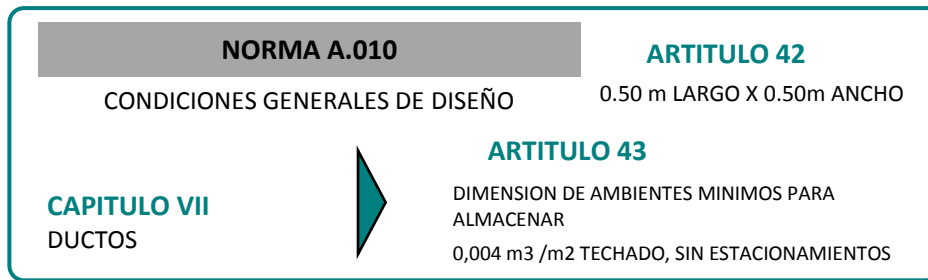 NORMA A.010
CONDICIONES GENERALES DE DISEÑO
ARTITULO 42
0.50 m LARGO X 0.50m ANCHO
CAPITULO VII
DUCTOS
ARTITULO 43
DIMENSION DE AMBIENTES MINIMOS PARA
ALMACENAR
0,004 m3 /m2 TECHADO, SIN ESTACIONAMIENTOS